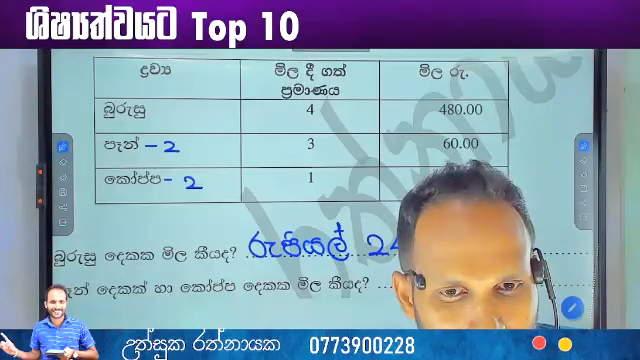 ශිෂ්‍යත්වයට Top 10
ද්‍රව්‍ය මිල දී ගත් ප්‍රමාණය මිල රු.
බුරුසු 4 480.00
පෑන් - 2 3 60.00
කෝප්ප - 2 1
බුරුසු දෙකක මිල කීයද? රුපියල් 24
පෑන් දෙකක් හා කෝප්ප දෙකක මිල කීයද?
උත්සුක රත්නායක 0773900228